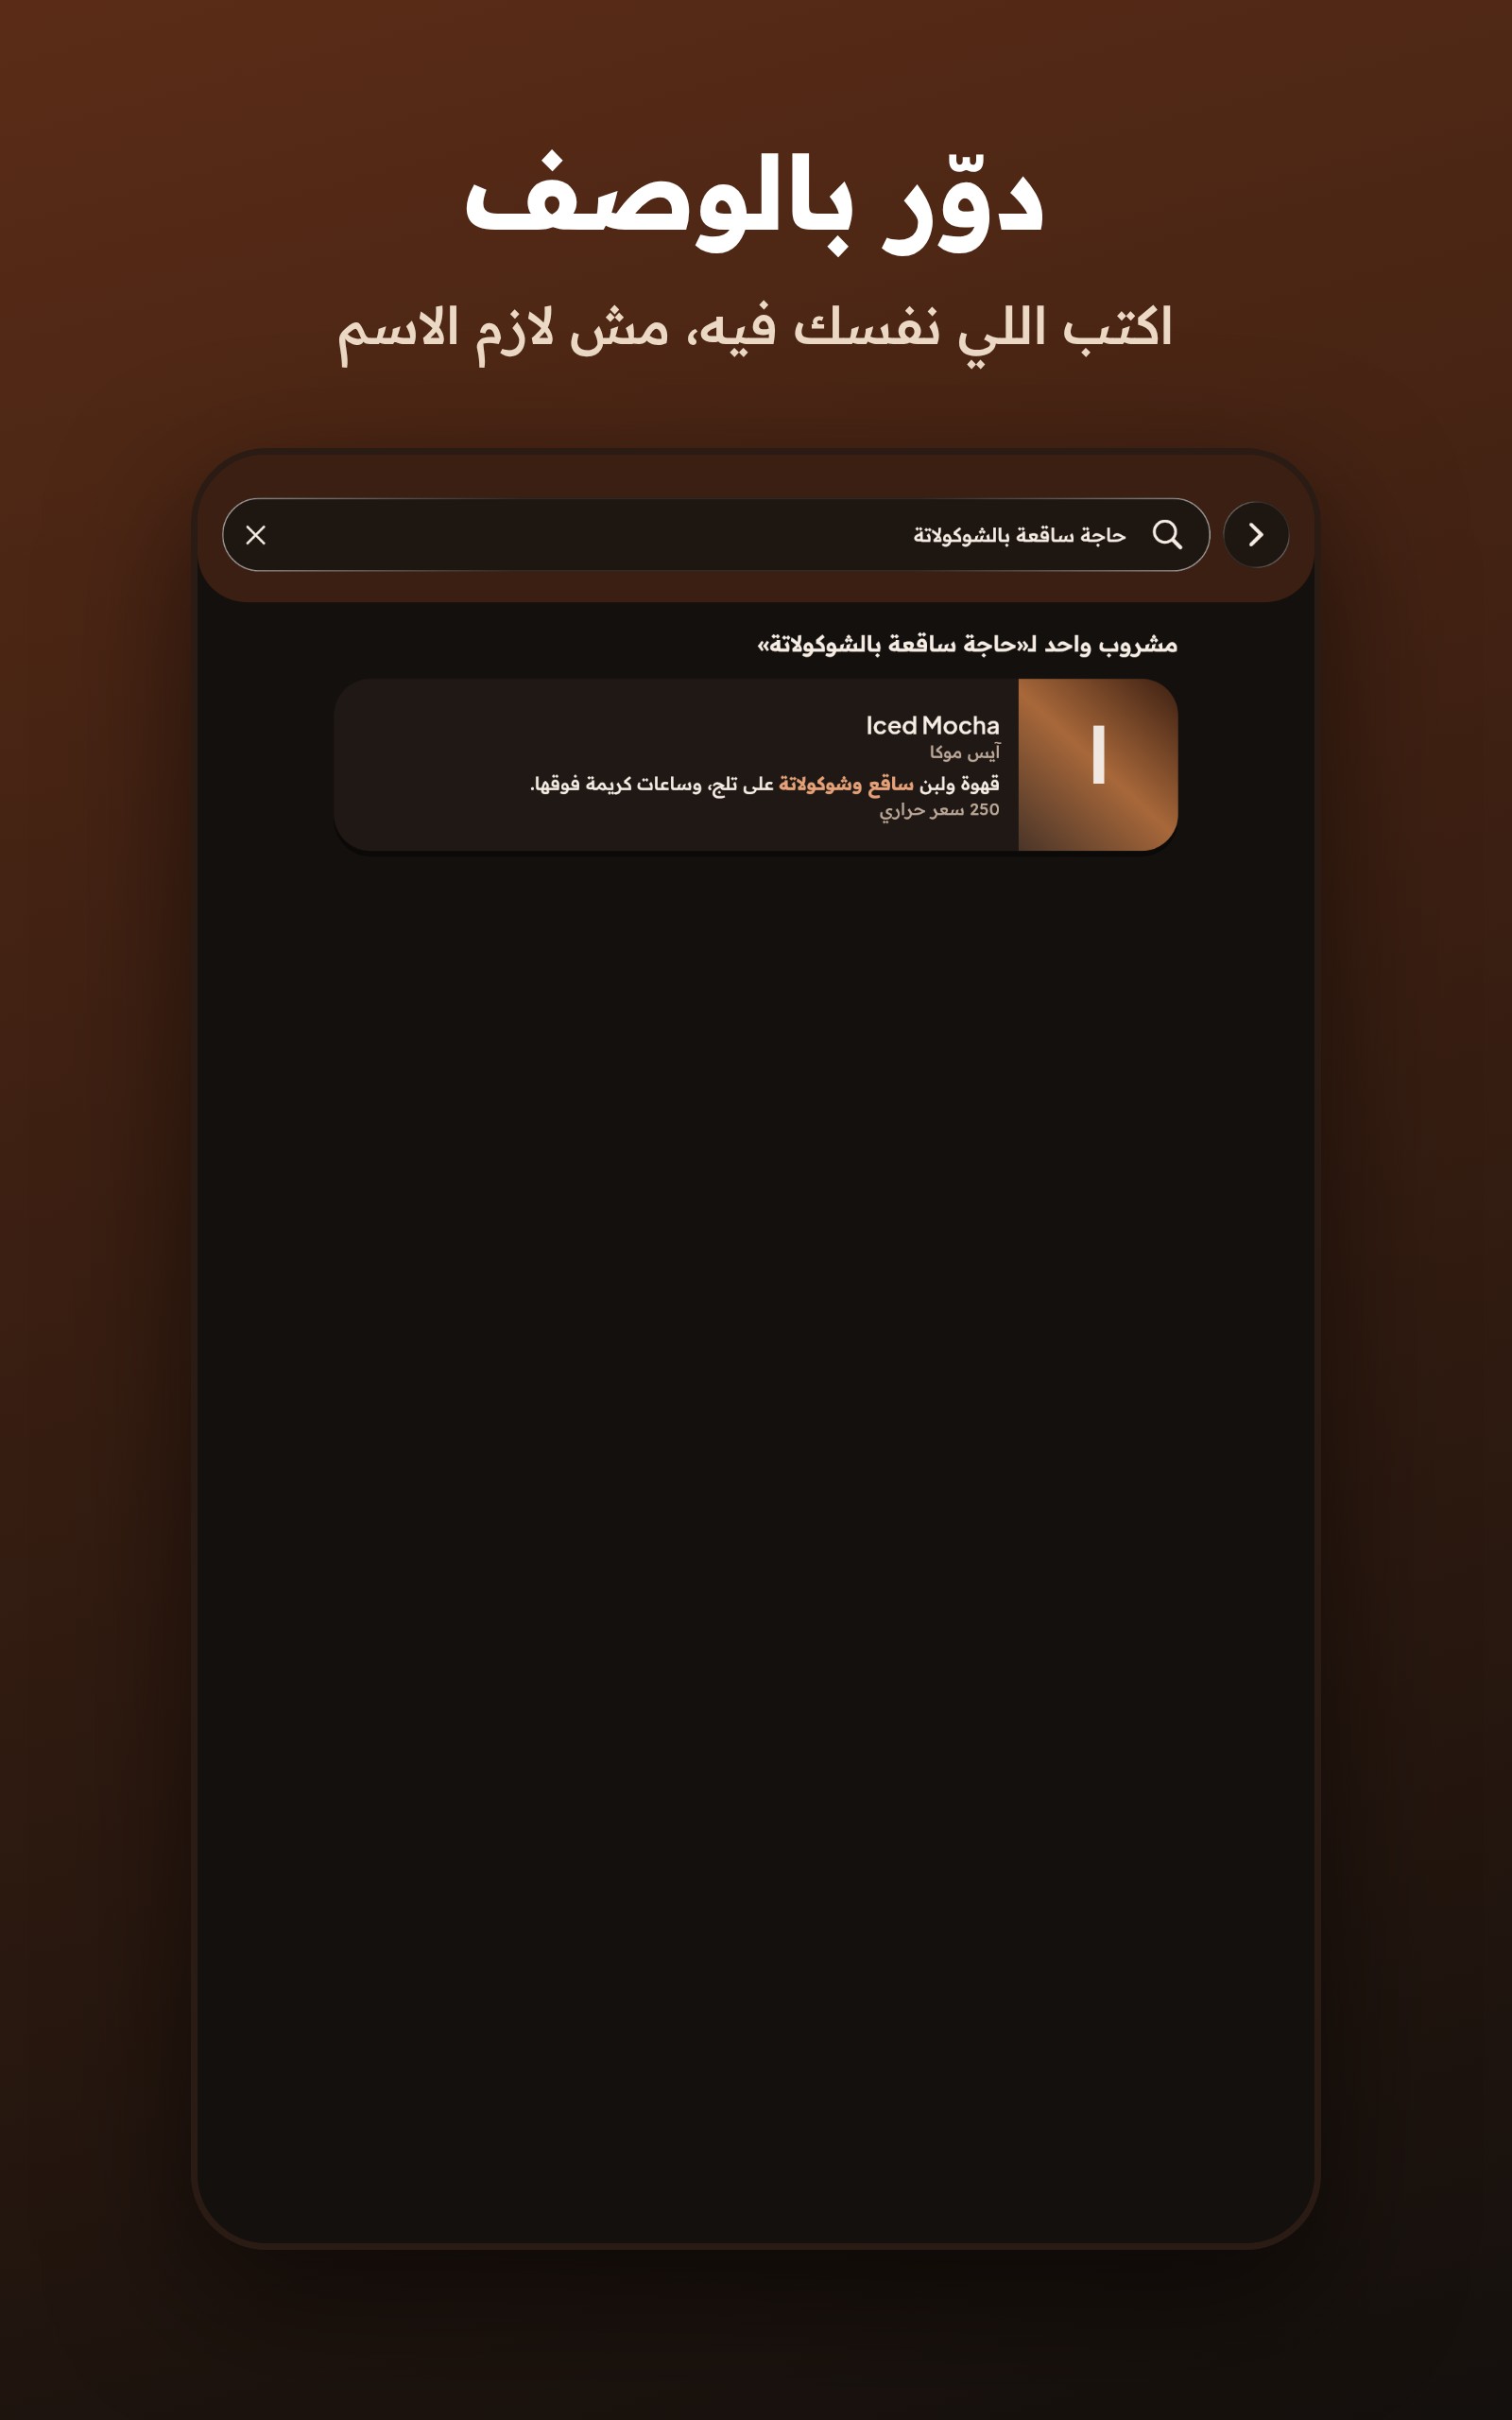 دوّر بالوصف
اكتب اللي نفسك فيه، مش لازم الاسم
حاجة ساقعة بالشوكولاتة
مشروب واحد لـ«حاجة ساقعة بالشوكولاتة»
I
Iced Mocha
آيس موكا
قهوة ولبن ساقع وشوكولاتة على تلج، وساعات كريمة فوقها.
250 سعر حراري